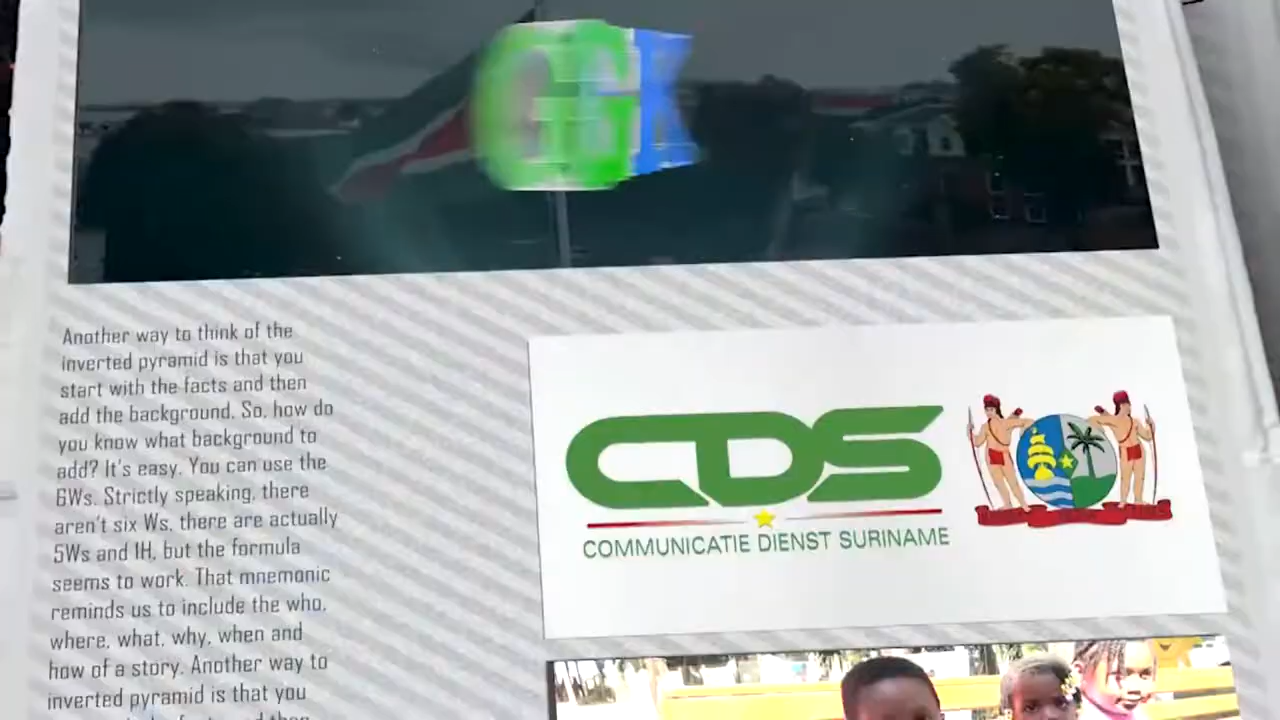 Another way to think of the
inverted pyramid is that you
start with the facts and then
add the background. So, how do
you know what background to
add? It's easy. You can use the
6Ws. Strictly speaking, there
aren't six Ws, there are actually
5Ws and 1H, but the formula
seems to work. That mnemonic
reminds us to include the who,
where, what, why, when and
how of a story. Another way to
inverted pyramid is that you
CDS
COMMUNICATIE DIENST SURINAME